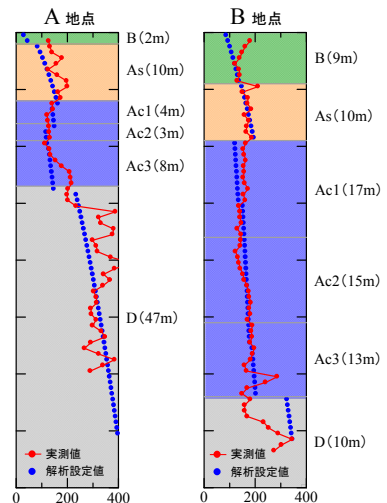 A 地点
B(2m)
As(10m)
Ac1(4m)
Ac2(3m)
Ac3(8m)
D(47m)
実測値
解析設定値
0 200 400
B 地点
B(9m)
As(10m)
Ac1(17m)
Ac2(15m)
Ac3(13m)
D(10m)
実測値
解析設定値
0 200 400